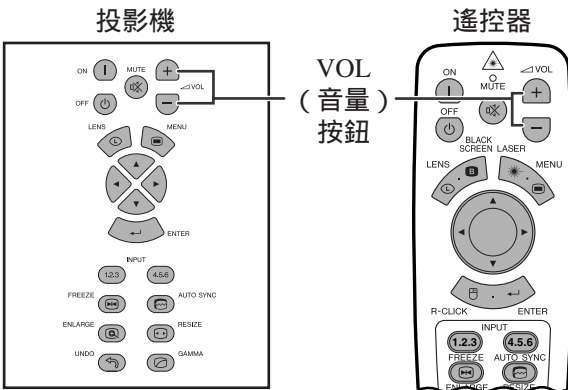 投影機
ON
MUTE
VOL
OFF
LENS
MENU
L
ENTER
INPUT
1.2.3
4.5.6
FREEZE
AUTO SYNC
ENLARGE
RESIZE
UNDO
GAMMA
VOL
(音量)
按鈕
遙控器
ON
MUTE
VOL
OFF
BLACK
SCREEN
LASER
LENS
MENU
B
L
R-CLICK
ENTER
INPUT
1.2.3
4.5.6
FREEZE
AUTO SYNC
ENLARGE
RESIZE